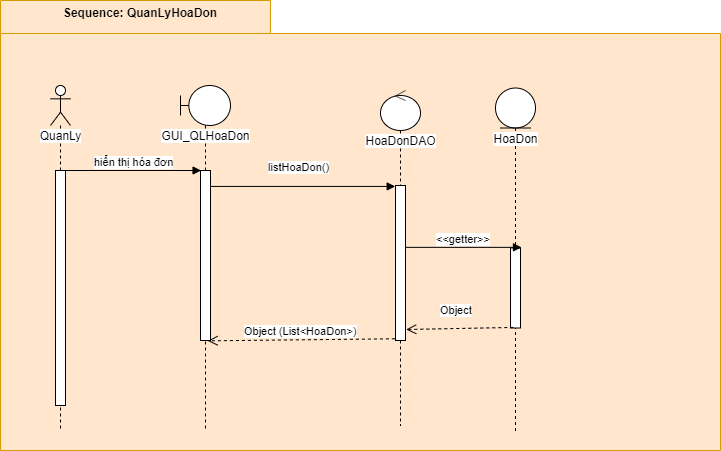 Sequence: QuanLyHoaDon
QuanLy
GUI_QLHoaDon
HoaDonDAO
HoaDon
hiển thị hóa đơn
listHoaDon()
<<getter>>
Object
Object (List<HoaDon>)